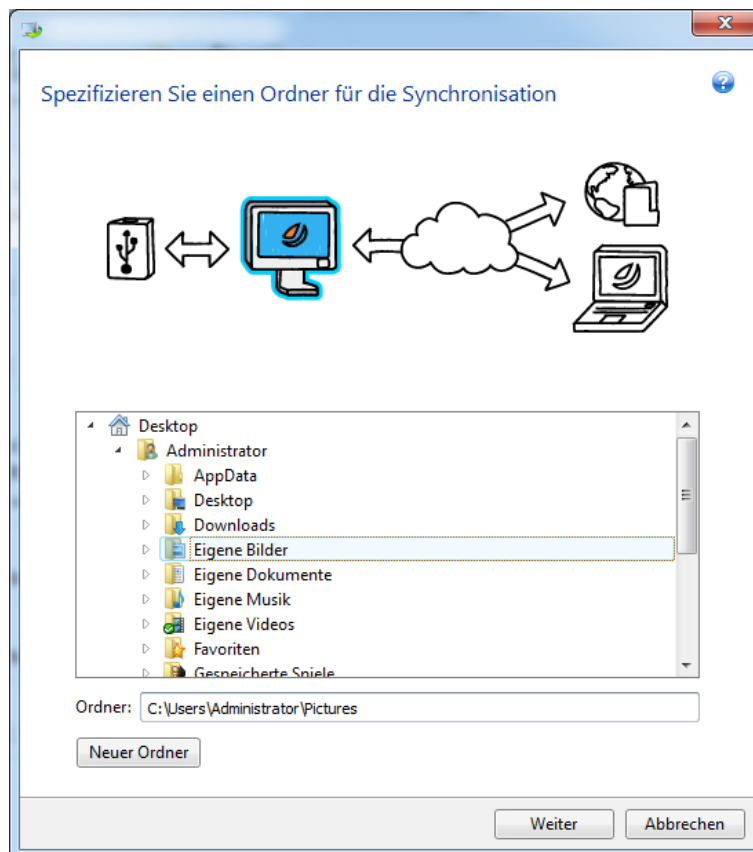 Spezifizieren Sie einen Ordner für die Synchronisation
Desktop
Administrator
AppData
Desktop
Downloads
Eigene Bilder
Eigene Dokumente
Eigene Musik
Eigene Videos
Favoriten
Gespeicherte Spiele
Ordner: C:\Users\Administrator\Pictures
Neuer Ordner
Weiter Abbrechen